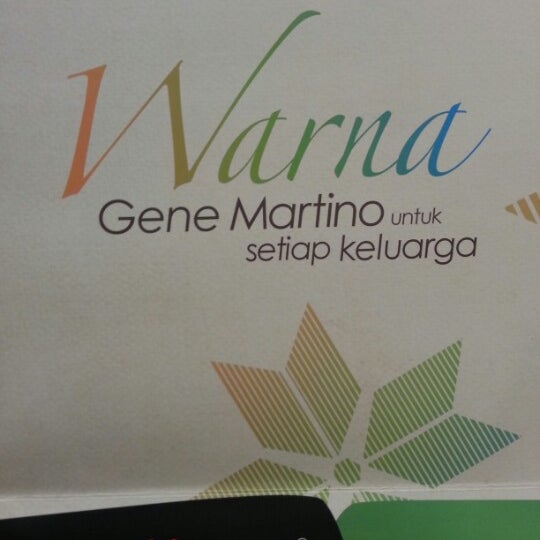 Warna
Gene Martino untuk
setiap keluarga